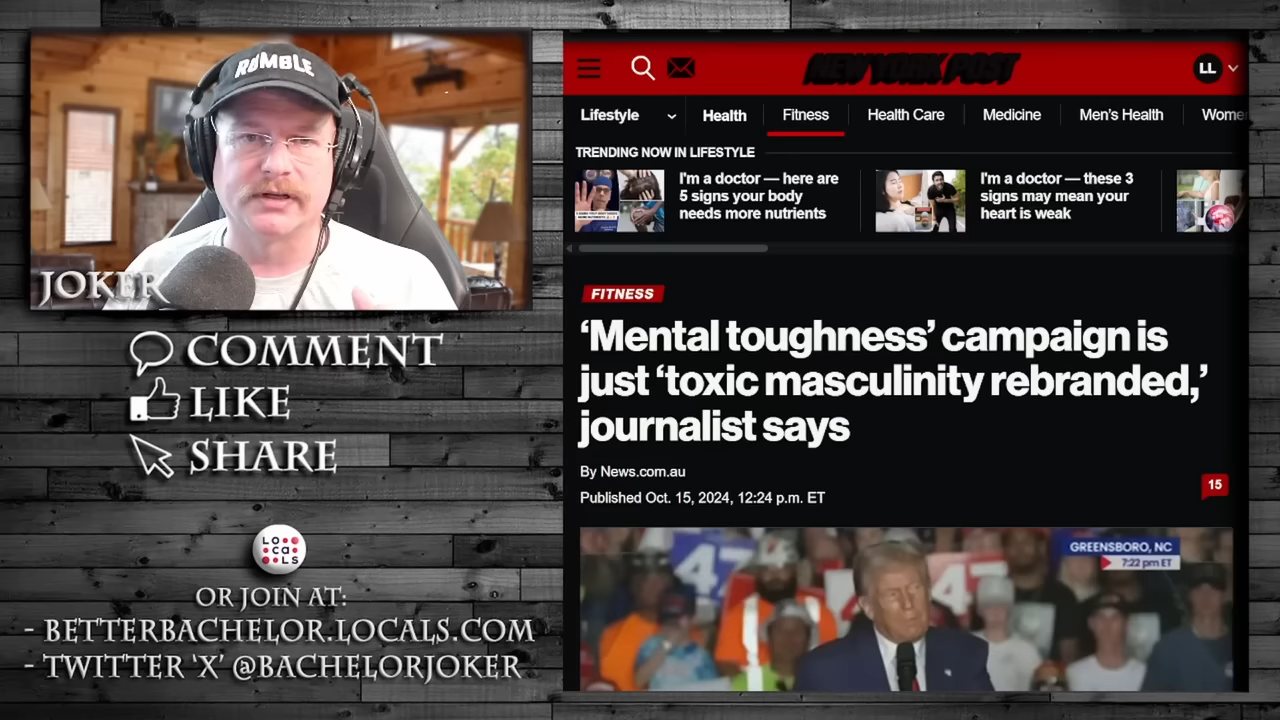 RUMBLE
JOKER
COMMENT
LIKE
SHARE
LOcaLS
OR JOIN AT:
- BETTERBACHELOR.LOCALS.COM
- TWITTER 'X' @BACHELORJOKER
NEW YORK POST
LL
Lifestyle
Health
Fitness
Health Care
Medicine
Men's Health
Wome
TRENDING NOW IN LIFESTYLE
I'm a doctor — here are
5 signs your body
needs more nutrients
I'm a doctor — these 3
signs may mean your
heart is weak
FITNESS
‘Mental toughness’ campaign is
just ‘toxic masculinity rebranded,’
journalist says
By News.com.au
Published Oct. 15, 2024, 12:24 p.m. ET
15
GREENSBORO, NC
7:22 pm ET
47
47